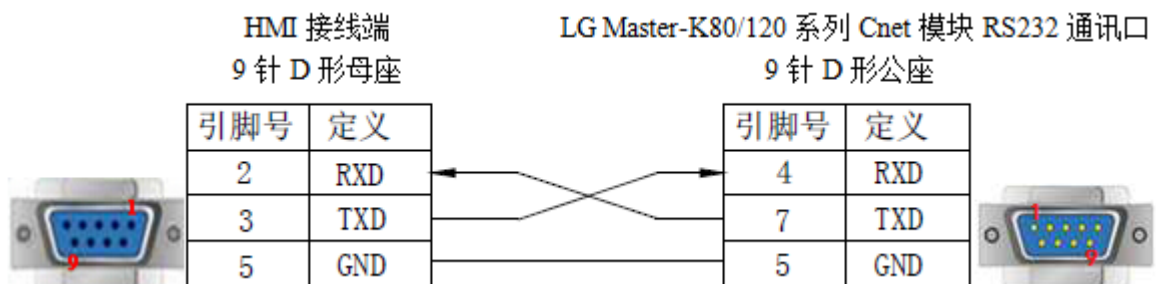 HMI 接线端 LG Master-K80/120 系列 Cnet 模块 RS232 通讯口
9 针 D 形母座 9 针 D 形公座
引脚号 定义 引脚号 定义
2 RXD 4 RXD
1 3 TXD 7 TXD 1
9 5 GND 5 GND 9